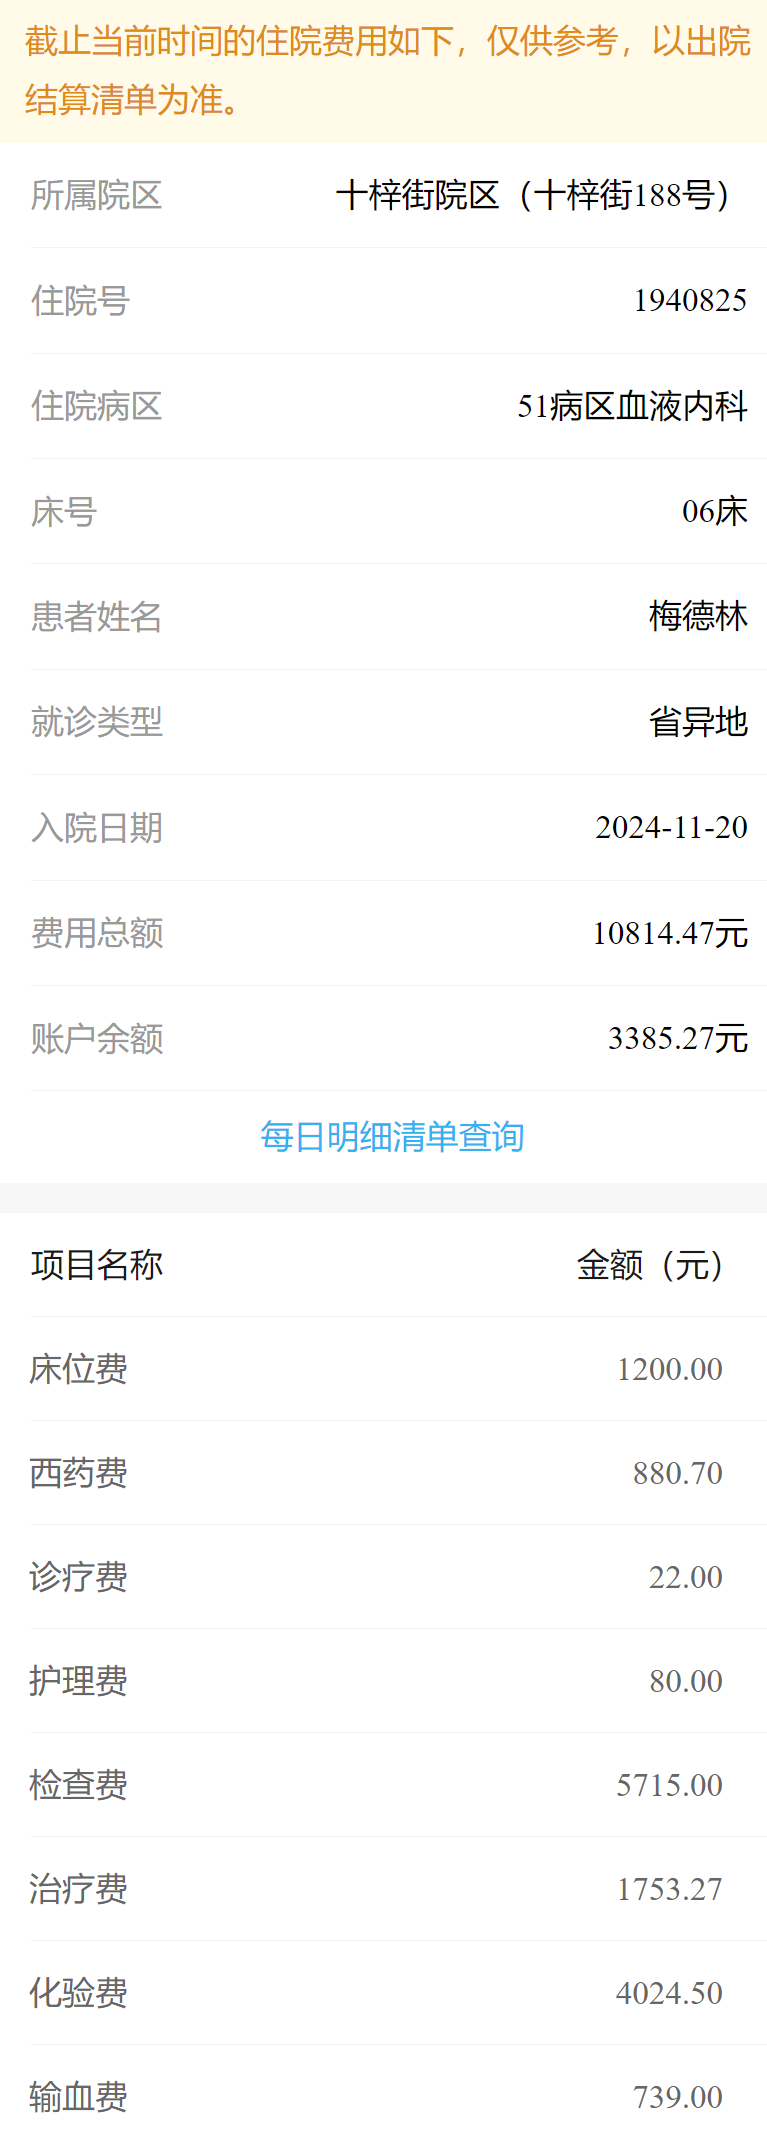 截止当前时间的住院费用如下，仅供参考，以出院
结算清单为准。
所属院区 十梓街院区（十梓街188号）
住院号 1940825
住院病区 51病区血液内科
床号 06床
患者姓名 梅德林
就诊类型 省异地
入院日期 2024-11-20
费用总额 10814.47元
账户余额 3385.27元
每日明细清单查询
项目名称 金额（元）
床位费 1200.00
西药费 880.70
诊疗费 22.00
护理费 80.00
检查费 5715.00
治疗费 1753.27
化验费 4024.50
输血费 739.00